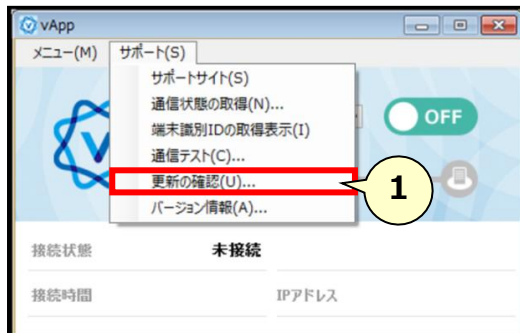 vApp
メニュー(M) サポート(S)
サポートサイト(S)
通信状態の取得(N)...
端末識別IDの取得表示(I)
通信テスト(C)...
更新の確認(U)...
バージョン情報(A)...
OFF
1
接続状態 未接続
接続時間 IPアドレス